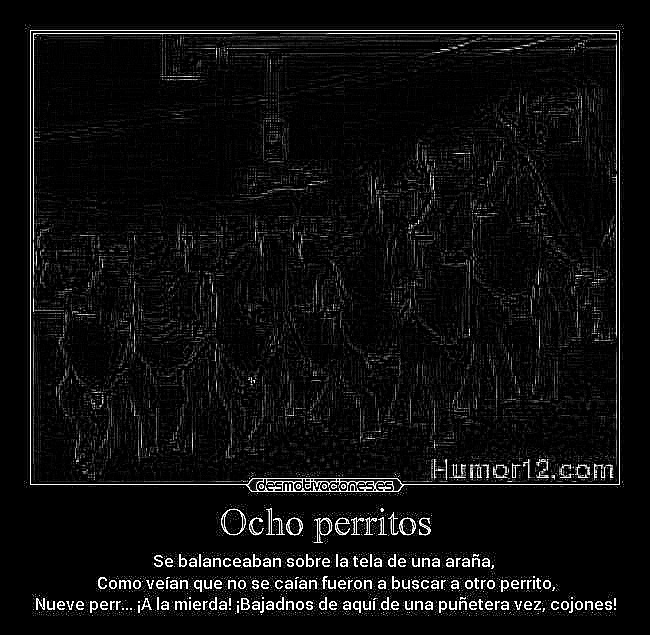 Humor12.com
desmotivaciones.es
Ocho perritos
Se balanceaban sobre la tela de una araña,
Como veían que no se caían fueron a buscar a otro perrito,
Nueve perr... ¡A la mierda! ¡Bajadnos de aquí de una puñetera vez, cojones!